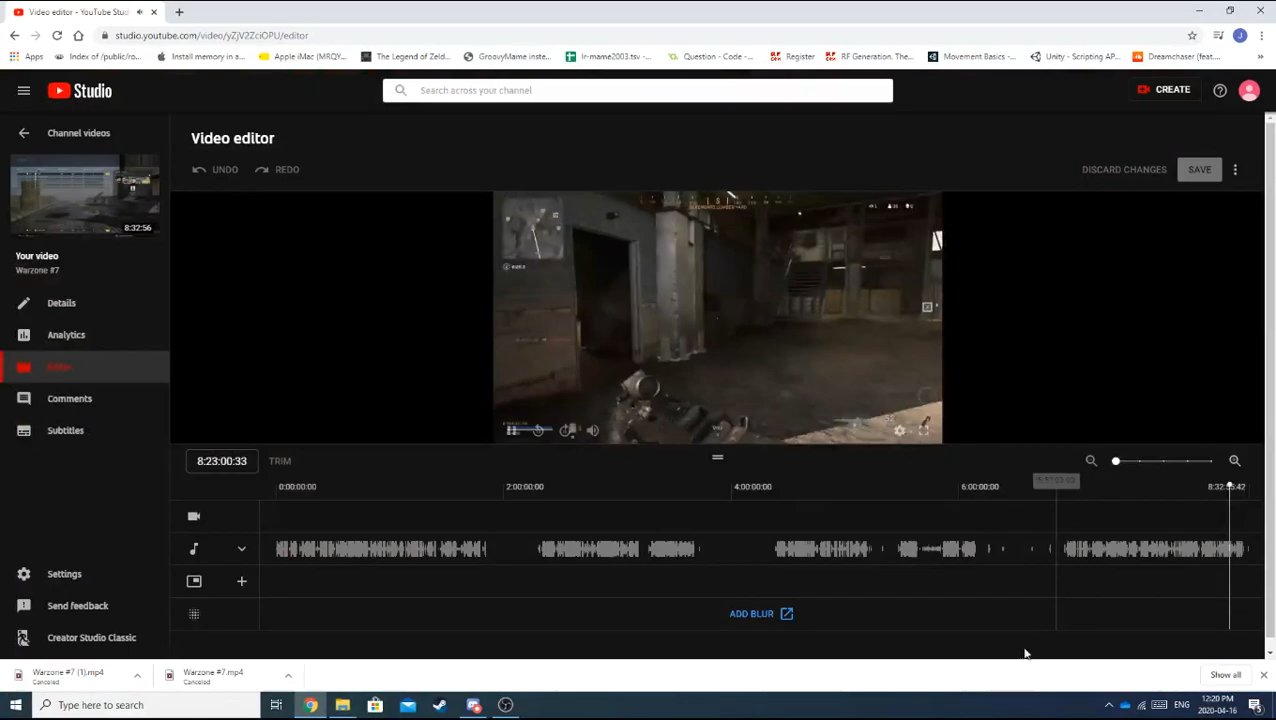 Video editor - YouTube Stud
studio.youtube.com/video/yZjV2ZciOPU/editor
Apps
Index of /public/ro...
Install memory in a...
Apple iMac (MRQY...
The Legend of Zeld...
GroovyMame inste...
lr-mame2003.tsv -...
Question - Code -...
Register
RF Generation. The...
Movement Basics -...
Unity - Scripting AP...
Dreamchaser (feat....
»
Studio
Search across your channel
CREATE
Channel videos
8:32:56
Your video
Warzone #7
Details
Analytics
Editor
Comments
Subtitles
Settings
Send feedback
Creator Studio Classic
Video editor
UNDO
REDO
DISCARD CHANGES
SAVE
8:23:00:33
TRIM
0:00:00:00
2:00:00:00
4:00:00:00
6:00:00:00
ADD BLUR
Warzone #7 (1).mp4
Canceled
Warzone #7.mp4
Canceled
Show all
Type here to search
ENG
12:20 PM
2020-04-16